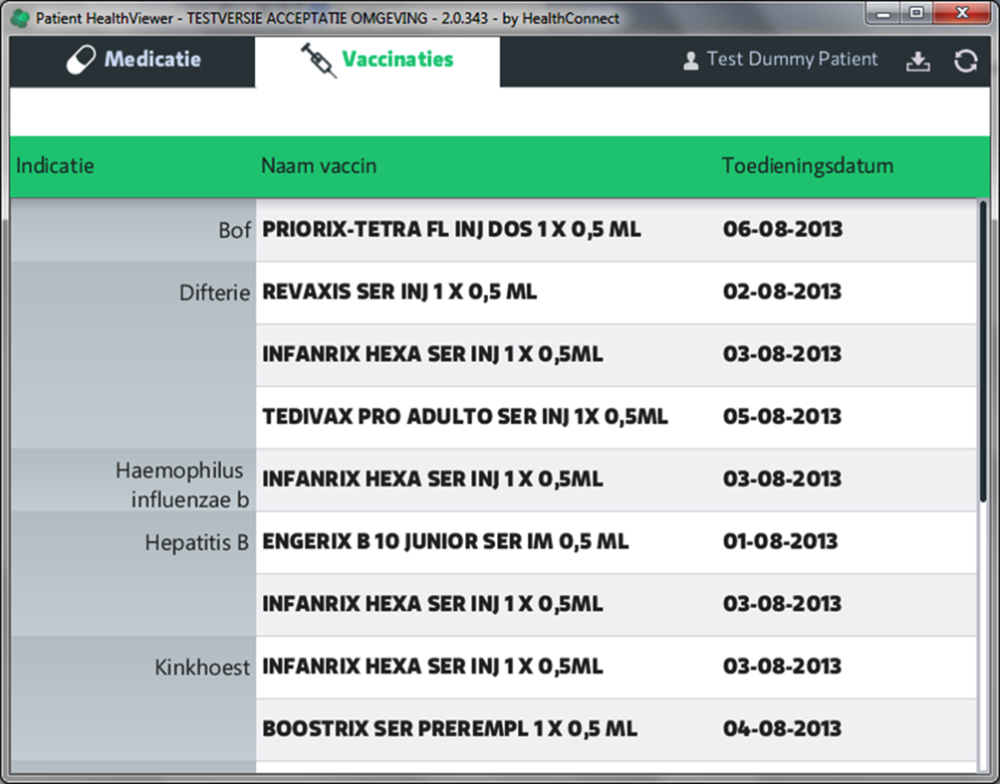 Patient HealthViewer - TESTVERSIE ACCEPTATIE OMGEVING - 2.0.343 - by HealthConnect
Medicatie Vaccinaties Test Dummy Patient
Indicatie Naam vaccin Toedieningsdatum
Bof PRIORIX-TETRA FL INJ DOS 1 X 0,5 ML 06-08-2013
Difterie REVAXIS SER INJ 1 X 0,5 ML 02-08-2013
INFANRIX HEXA SER INJ 1 X 0,5ML 03-08-2013
TEDIVAX PRO ADULTO SER INJ 1X 0,5ML 05-08-2013
Haemophilus
influenzae b INFANRIX HEXA SER INJ 1 X 0,5ML 03-08-2013
Hepatitis B ENGERIX B 10 JUNIOR SER IM 0,5 ML 01-08-2013
INFANRIX HEXA SER INJ 1 X 0,5ML 03-08-2013
Kinkhoest INFANRIX HEXA SER INJ 1 X 0,5ML 03-08-2013
BOOSTRIX SER PREREMPL 1 X 0,5 ML 04-08-2013